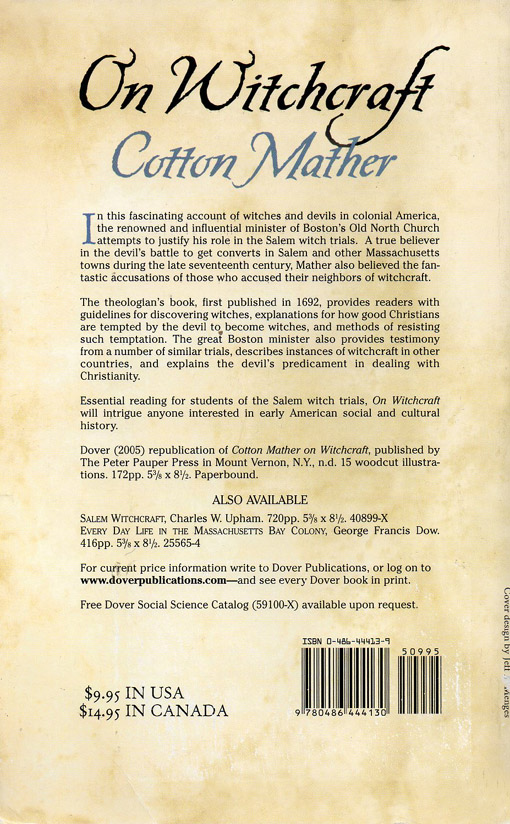 On Witchcraft
Cotton Mather
In this fascinating account of witches and devils in colonial America,
the renowned and influential minister of Boston's Old North Church
attempts to justify his role in the Salem witch trials. A true believer
in the devil's battle to get converts in Salem and other Massachusetts
towns during the late seventeenth century, Mather also believed the fan-
tastic accusations of those who accused their neighbors of witchcraft.
The theologian's book, first published in 1692, provides readers with
guidelines for discovering witches, explanations for how good Christians
are tempted by the devil to become witches, and methods of resisting
such temptation. The great Boston minister also provides testimony
from a number of similar trials, describes instances of witchcraft in other
countries, and explains the devil's predicament in dealing with
Christianity.
Essential reading for students of the Salem witch trials, On Witchcraft
will intrigue anyone interested in early American social and cultural
history.
Dover (2005) republication of Cotton Mather on Witchcraft, published by
The Peter Pauper Press in Mount Vernon, N.Y., n.d. 15 woodcut illustra-
tions. 172pp. 5⅜ x 8½. Paperbound.
ALSO AVAILABLE
SALEM WITCHCRAFT, Charles W. Upham. 720pp. 5⅜ x 8½. 40899-X
EVERY DAY LIFE IN THE MASSACHUSETTS BAY COLONY, George Francis Dow.
416pp. 5⅜ x 8½. 25565-4
For current price information write to Dover Publications, or log on to
www.doverpublications.com—and see every Dover book in print.
Free Dover Social Science Catalog (59100-X) available upon request.
$9.95 IN USA
$14.95 IN CANADA
ISBN 0-486-44413-9
50995
9 780486 444130
Cover design by Jeff